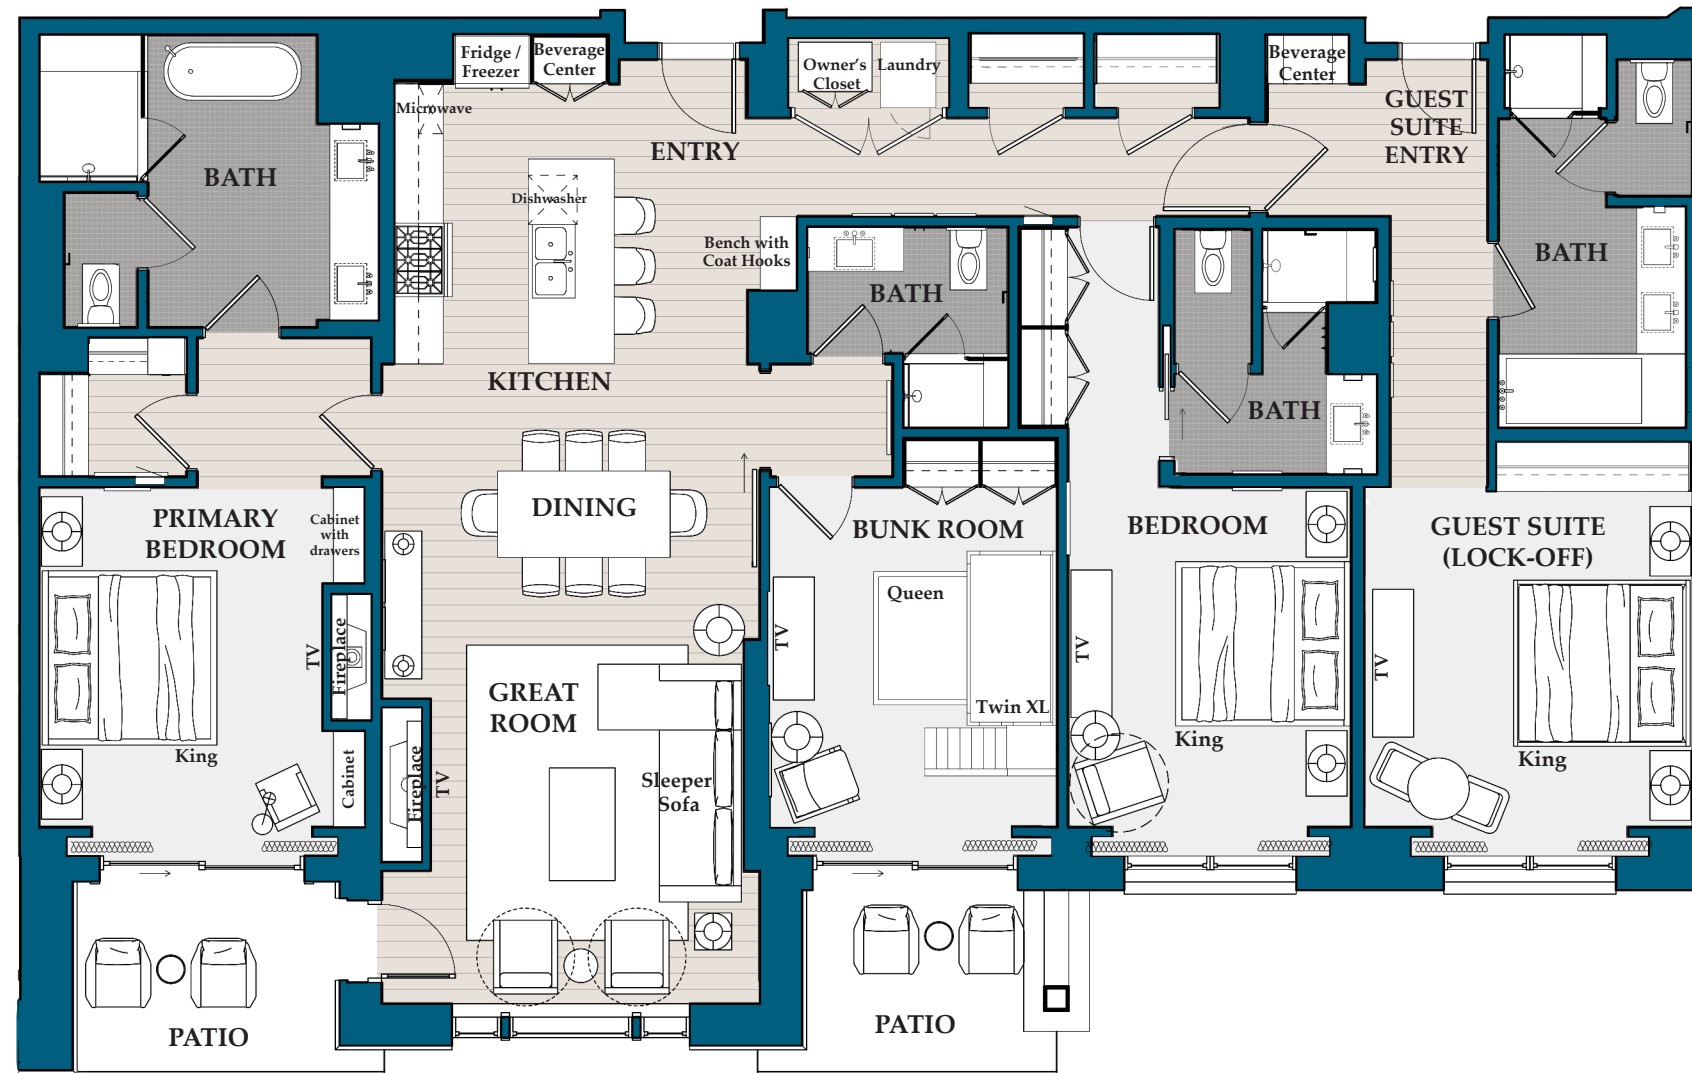 Fridge /
Freezer
Beverage
Center
Owner's
Closet
Laundry
Beverage
Center
Microwave
GUEST
SUITE
ENTRY
ENTRY
BATH
Dishwasher
Bench with
Coat Hooks
BATH
BATH
KITCHEN
BATH
DINING
PRIMARY
BEDROOM
Cabinet
with
drawers
BUNK ROOM
BEDROOM
GUEST SUITE
(LOCK-OFF)
Queen
TV
Fireplace
TV
TV
TV
GREAT
ROOM
Twin XL
King
King
King
Cabinet
Fireplace
TV
Sleeper
Sofa
PATIO
PATIO